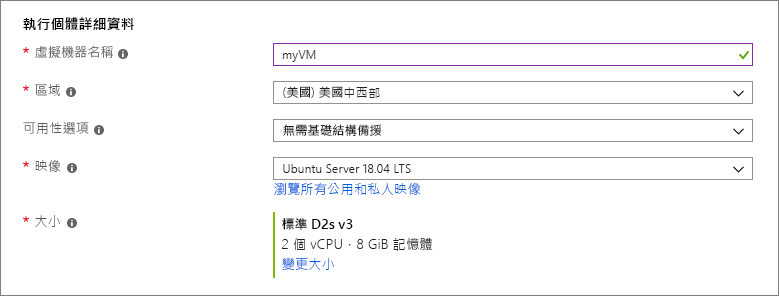 執行個體詳細資料
* 虛擬機器名稱
myVM
* 區域
(美國) 美國中西部
可用性選項
無需基礎結構備援
* 映像
Ubuntu Server 18.04 LTS
瀏覽所有公用和私人映像
* 大小
標準 D2s v3
2 個 vCPU，8 GiB 記憶體
變更大小